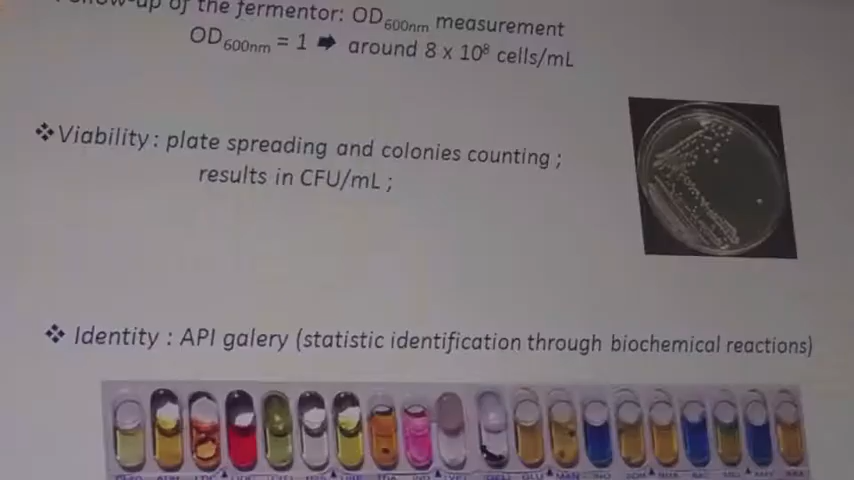 of the fermentor: OD600nm measurement
OD600nm = 1 ➡ around 8 x 10⁸ cells/mL
❖ Viability : plate spreading and colonies counting ;
results in CFU/mL ;
❖ Identity : API galery (statistic identification through biochemical reactions)